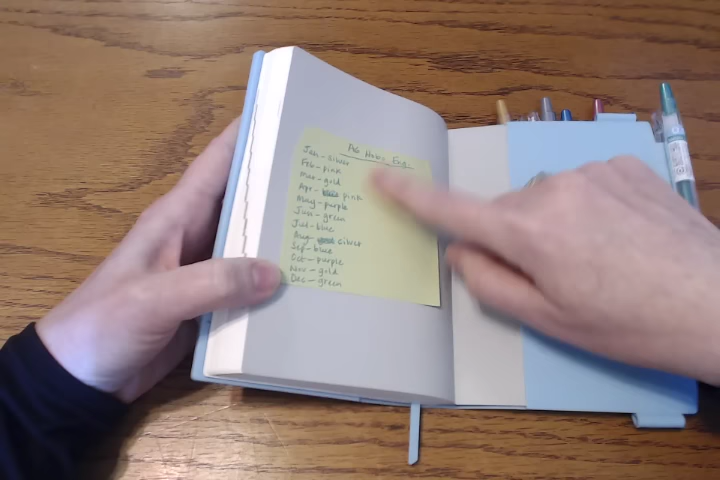 Jan - silver
Feb - pink
Mar - gold
Apr - pink
May - purple
Jun - green
Jul - blue
Aug - silver
Sep - blue
Oct - purple
Nov - gold
Dec - green